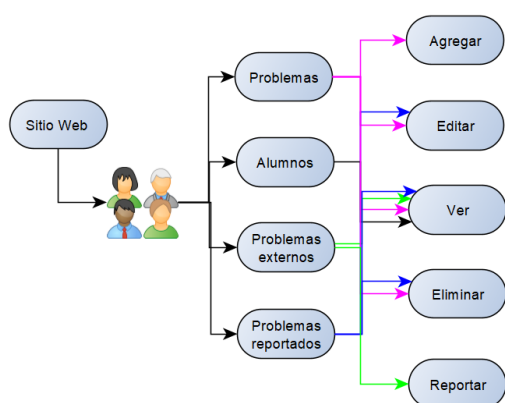 Sitio Web
Problemas
Alumnos
Problemas
externos
Problemas
reportados
Agregar
Editar
Ver
Eliminar
Reportar